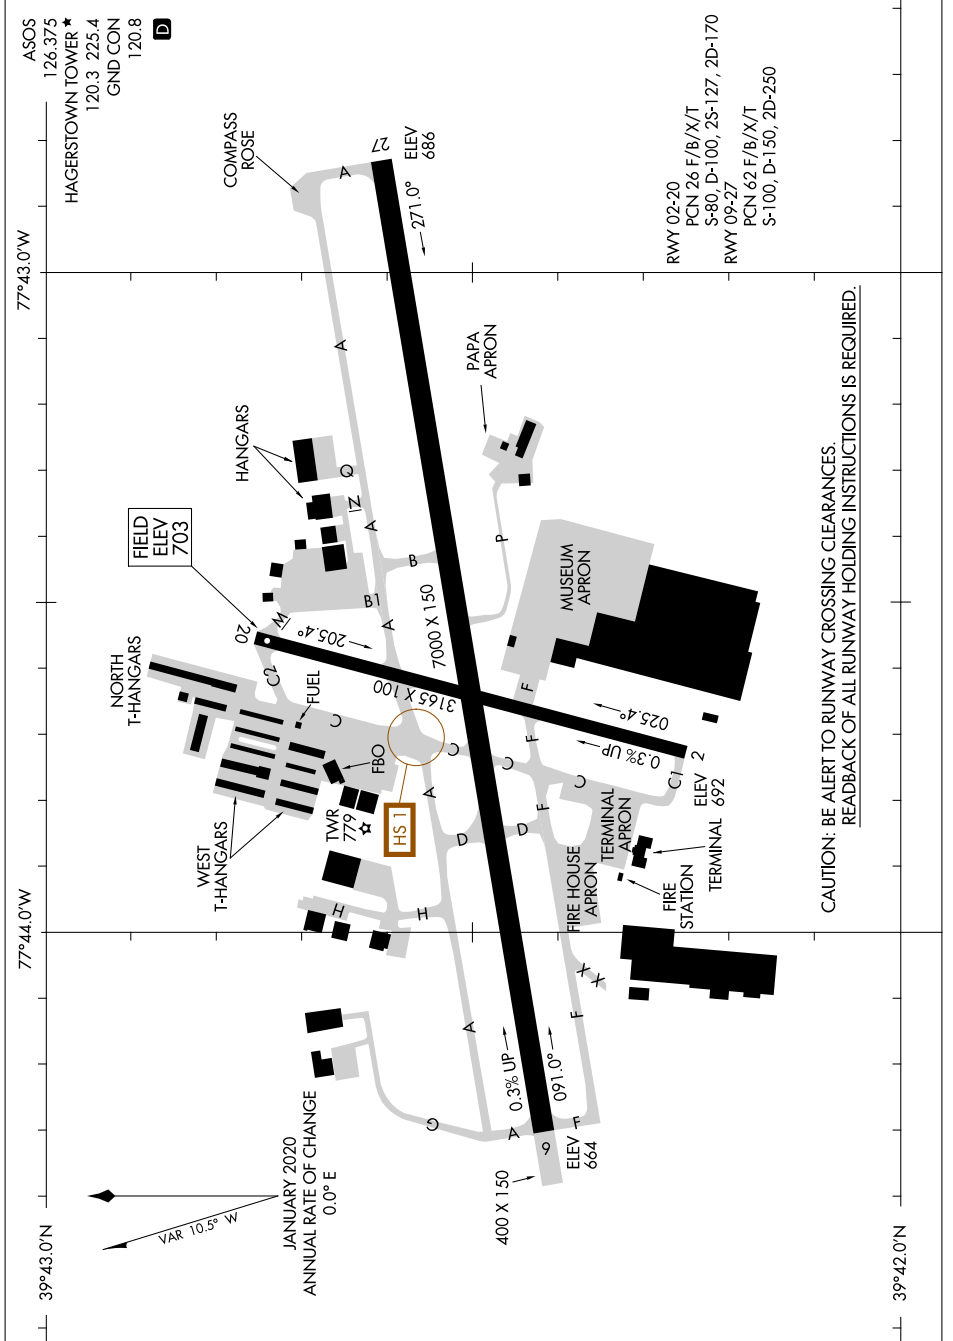 ASOS
126.375
HAGERSTOWN TOWER ★
120.3 225.4
GND CON
120.8
D
77°43.0'W
COMPASS
ROSE
A
27
ELEV
686
271.0°
RWY 02-20
PCN 26 F/B/X/T
S-80, D-100, 2S-127, 2D-170
RWY 09-27
PCN 62 F/B/X/T
S-100, D-150, 2D-250
A
PAPA
APRON
HANGARS
Q
N
A
P
FIELD
ELEV
703
B
B1
A
M
20
205.4°
7000 X 150
MUSEUM
APRON
NORTH
T-HANGARS
C2
FUEL
C
3165 X 100
F
025.4°
0.3% UP
2
ELEV
692
C1
FBO
HS 1
C
C
F
C
A
F
D
D
TWR
779
WEST
T-HANGARS
TERMINAL
APRON
FIRE HOUSE
APRON
TERMINAL
FIRE
STATION
H
H
77°44.0'W
X
X
A
F
0.3% UP
091.0°
G
A
F
9
ELEV
664
400 X 150
JANUARY 2020
ANNUAL RATE OF CHANGE
0.0° E
VAR 10.5° W
39°43.0'N
39°42.0'N
CAUTION: BE ALERT TO RUNWAY CROSSING CLEARANCES.
READBACK OF ALL RUNWAY HOLDING INSTRUCTIONS IS REQUIRED.